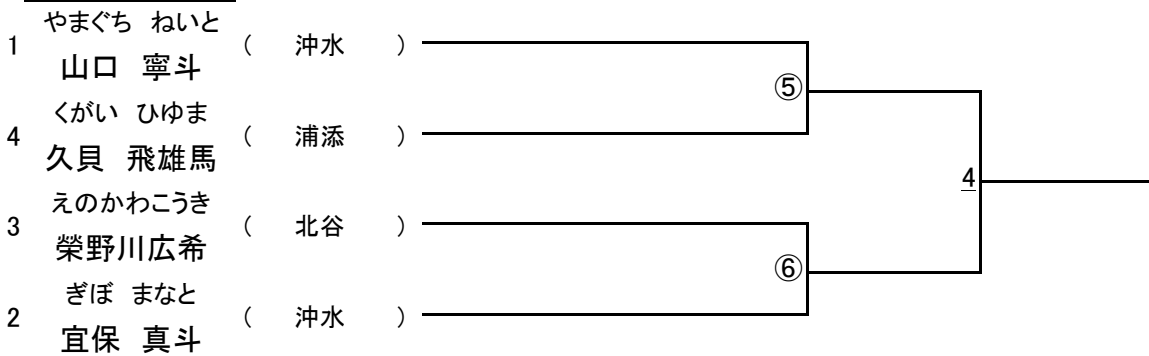 やまぐち ねいと
1 山口 寧斗 ( 沖水 )
⑤
くがい ひゆま
4 久貝 飛雄馬 ( 浦添 )
4
えのかわこうき
3 榮野川広希 ( 北谷 )
⑥
ぎぼ まなと
2 宜保 真斗 ( 沖水 )